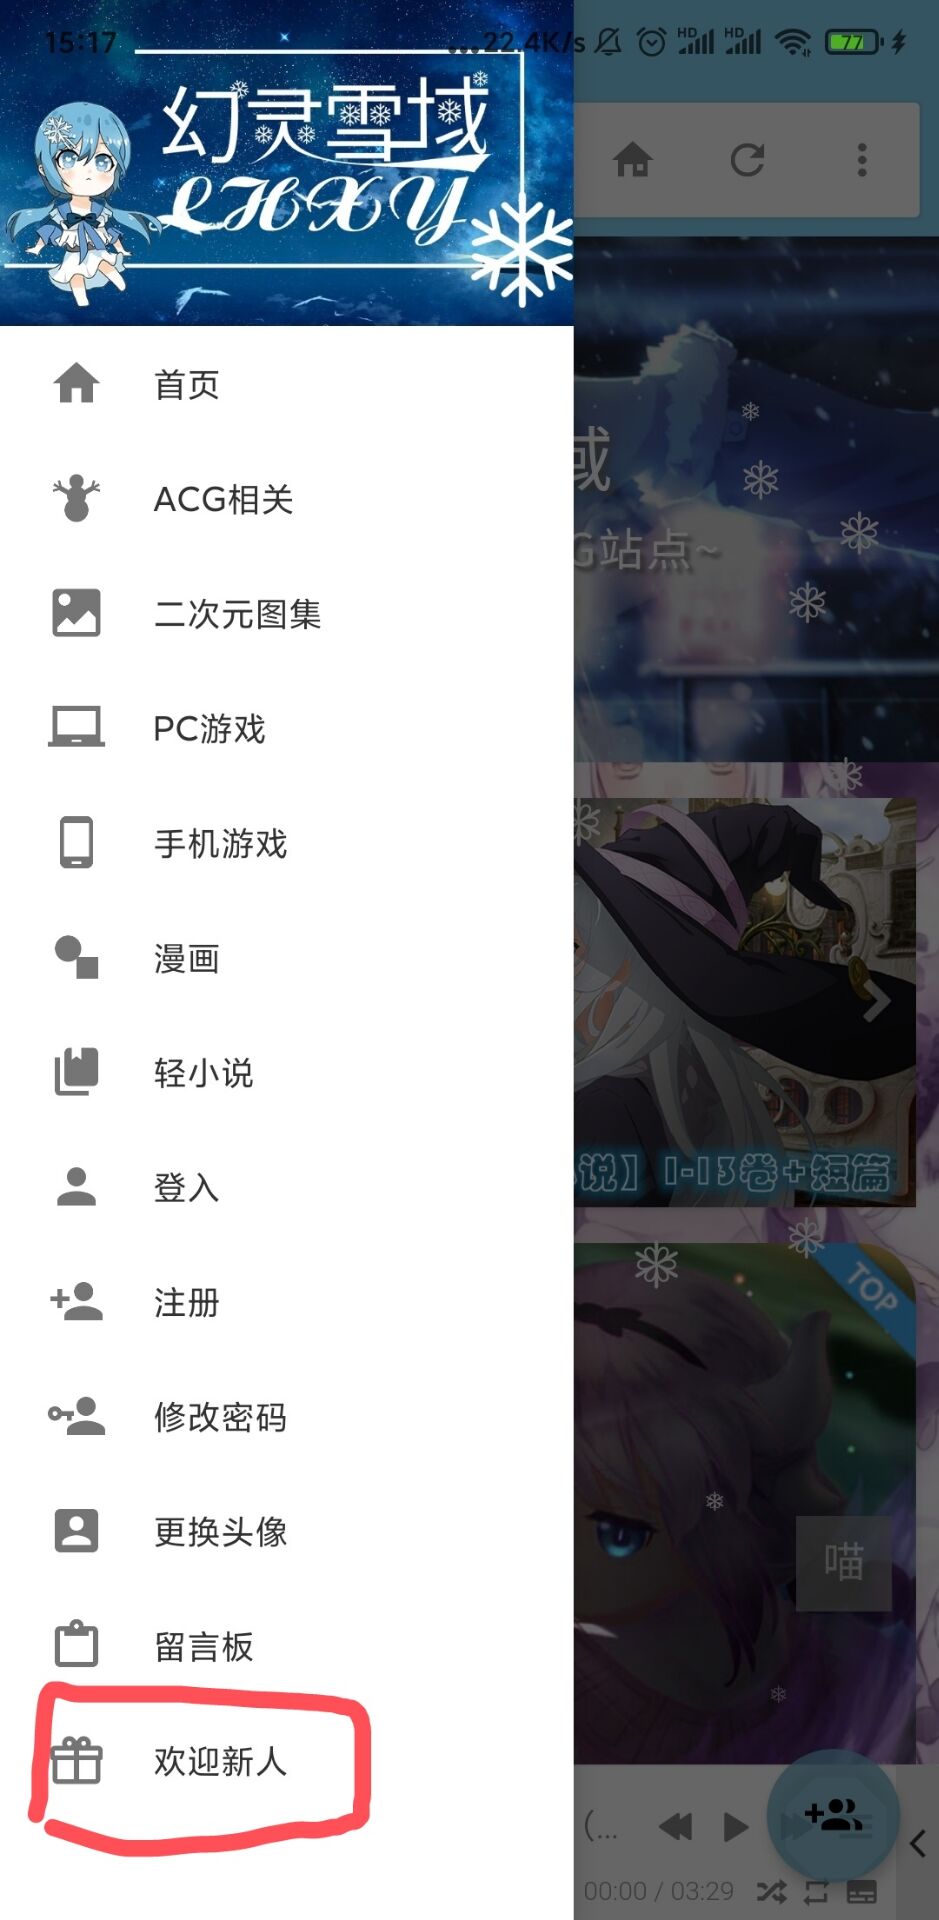 15:17
...22.4K/s
HD
HD
77
幻灵雪域
LHXY
首页
ACG相关
二次元图集
PC游戏
手机游戏
漫画
轻小说
登入
注册
修改密码
更换头像
留言板
欢迎新人
域
G站点~
说】1-13卷+短篇
TOP
喵
(...
00:00 / 03:29